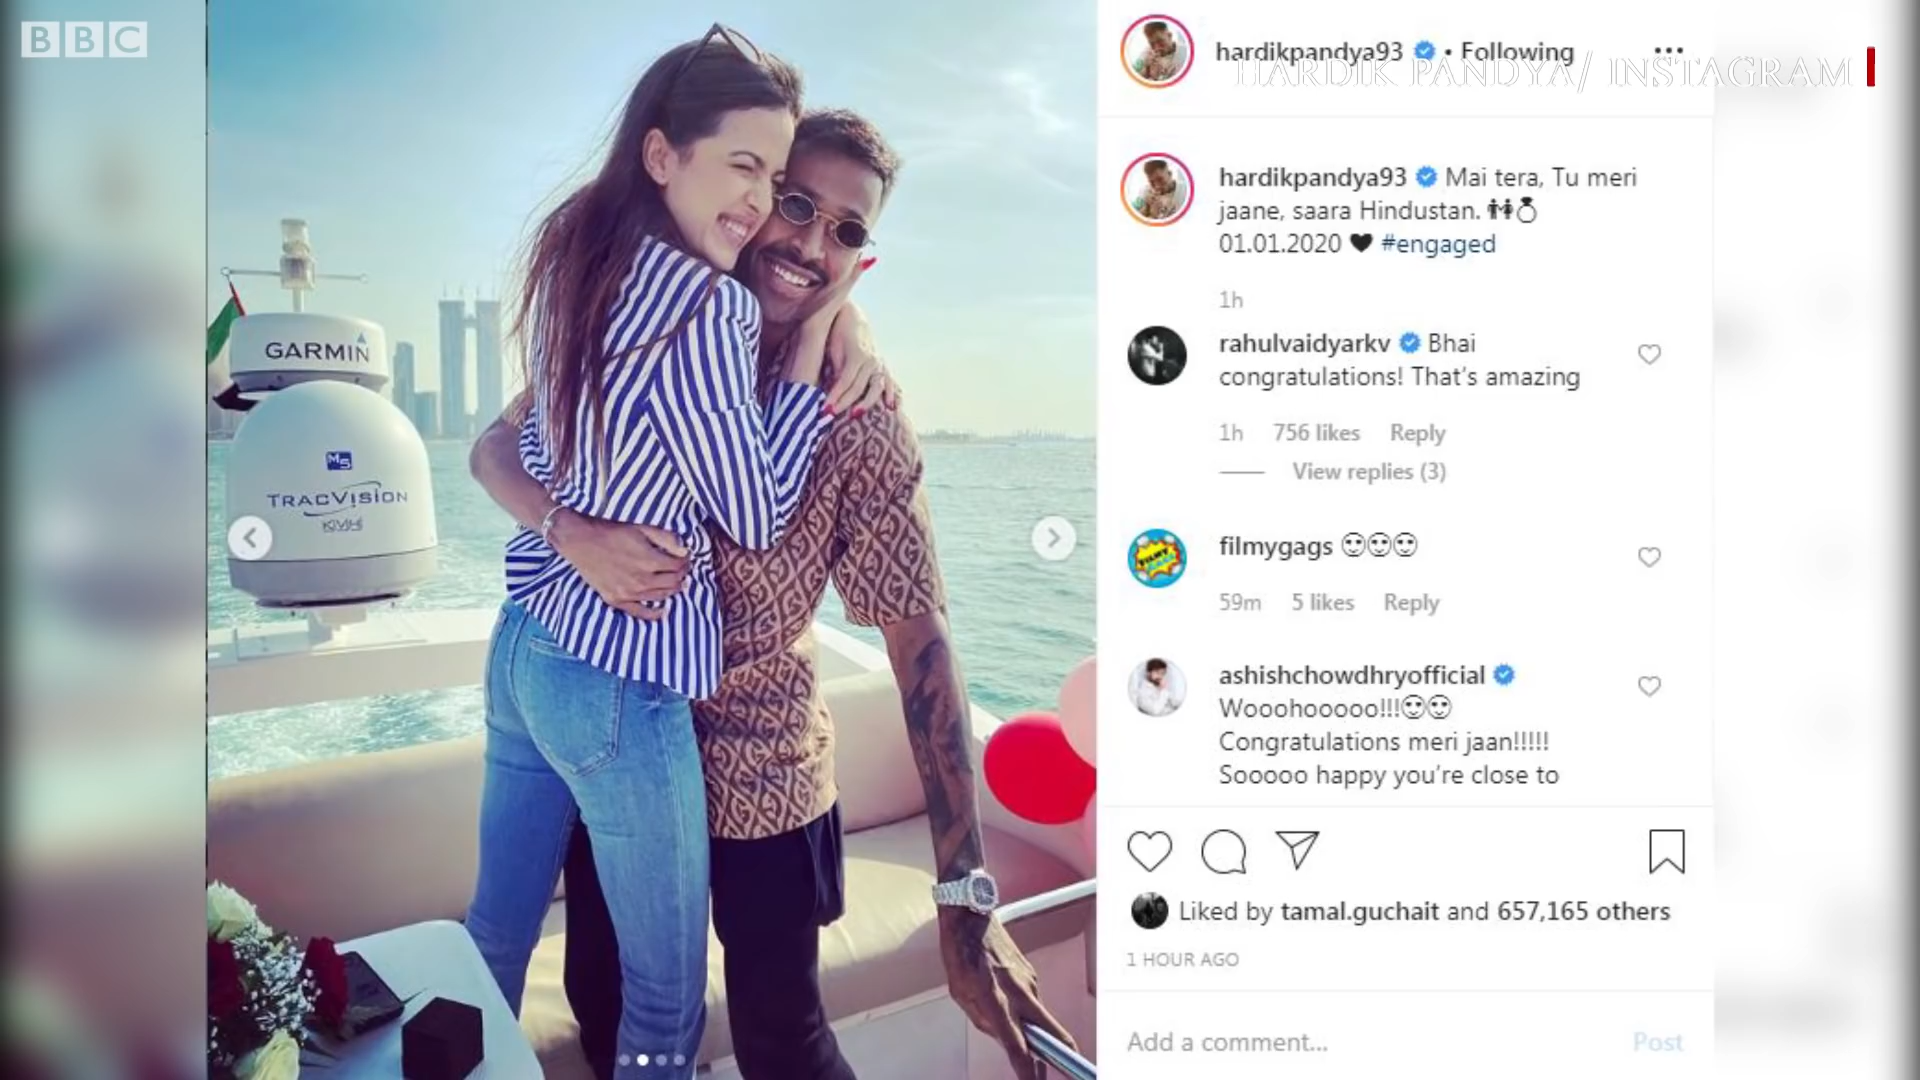 BBC
GARMIN
M5
TRACVISION
KVH
hardikpandya93 • Following
HARDIK PANDYA/ INSTAGRAM
hardikpandya93 Mai tera, Tu meri
jaane, saara Hindustan. 👫💍
01.01.2020 🖤 #engaged
1h
rahulvaidyarkv Bhai
congratulations! That's amazing
1h 756 likes Reply
View replies (3)
filmygags 😍😍😍
59m 5 likes Reply
ashishchowdhryofficial
Wooohooooo!!!😍😍
Congratulations meri jaan!!!!!
Sooooo happy you're close to
Liked by tamal.guchait and 657,165 others
1 HOUR AGO
Add a comment... Post